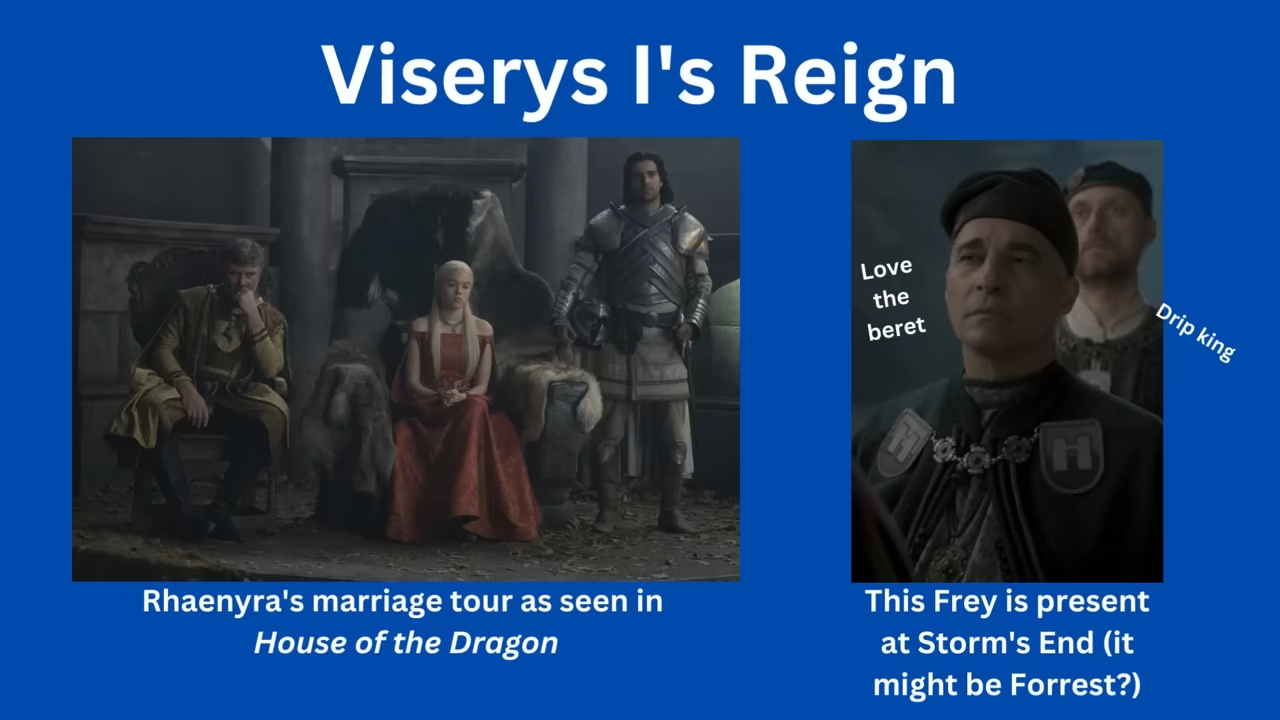 Viserys I's Reign
Love
the
beret
Drip king
H
H
Rhaenyra's marriage tour as seen in
House of the Dragon
This Frey is present
at Storm's End (it
might be Forrest?)